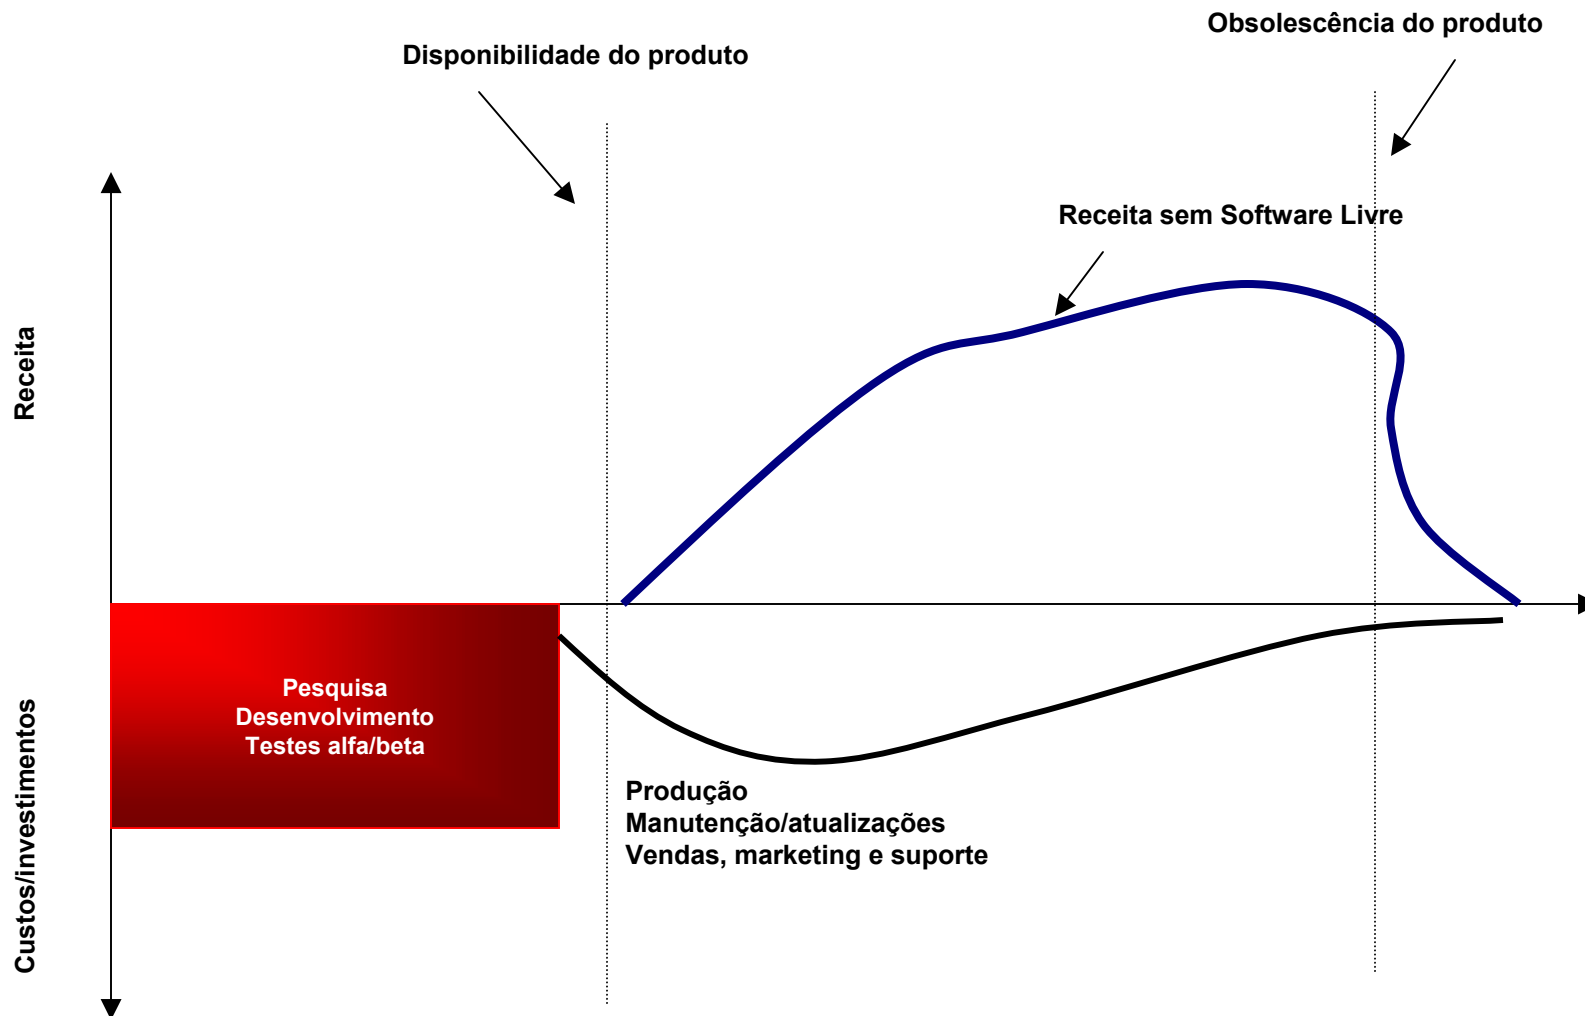 Obsolescência do produto
Disponibilidade do produto
Receita sem Software Livre
Receita
Pesquisa
Desenvolvimento
Testes alfa/beta
Custos/investimentos
Produção
Manutenção/atualizações
Vendas, marketing e suporte